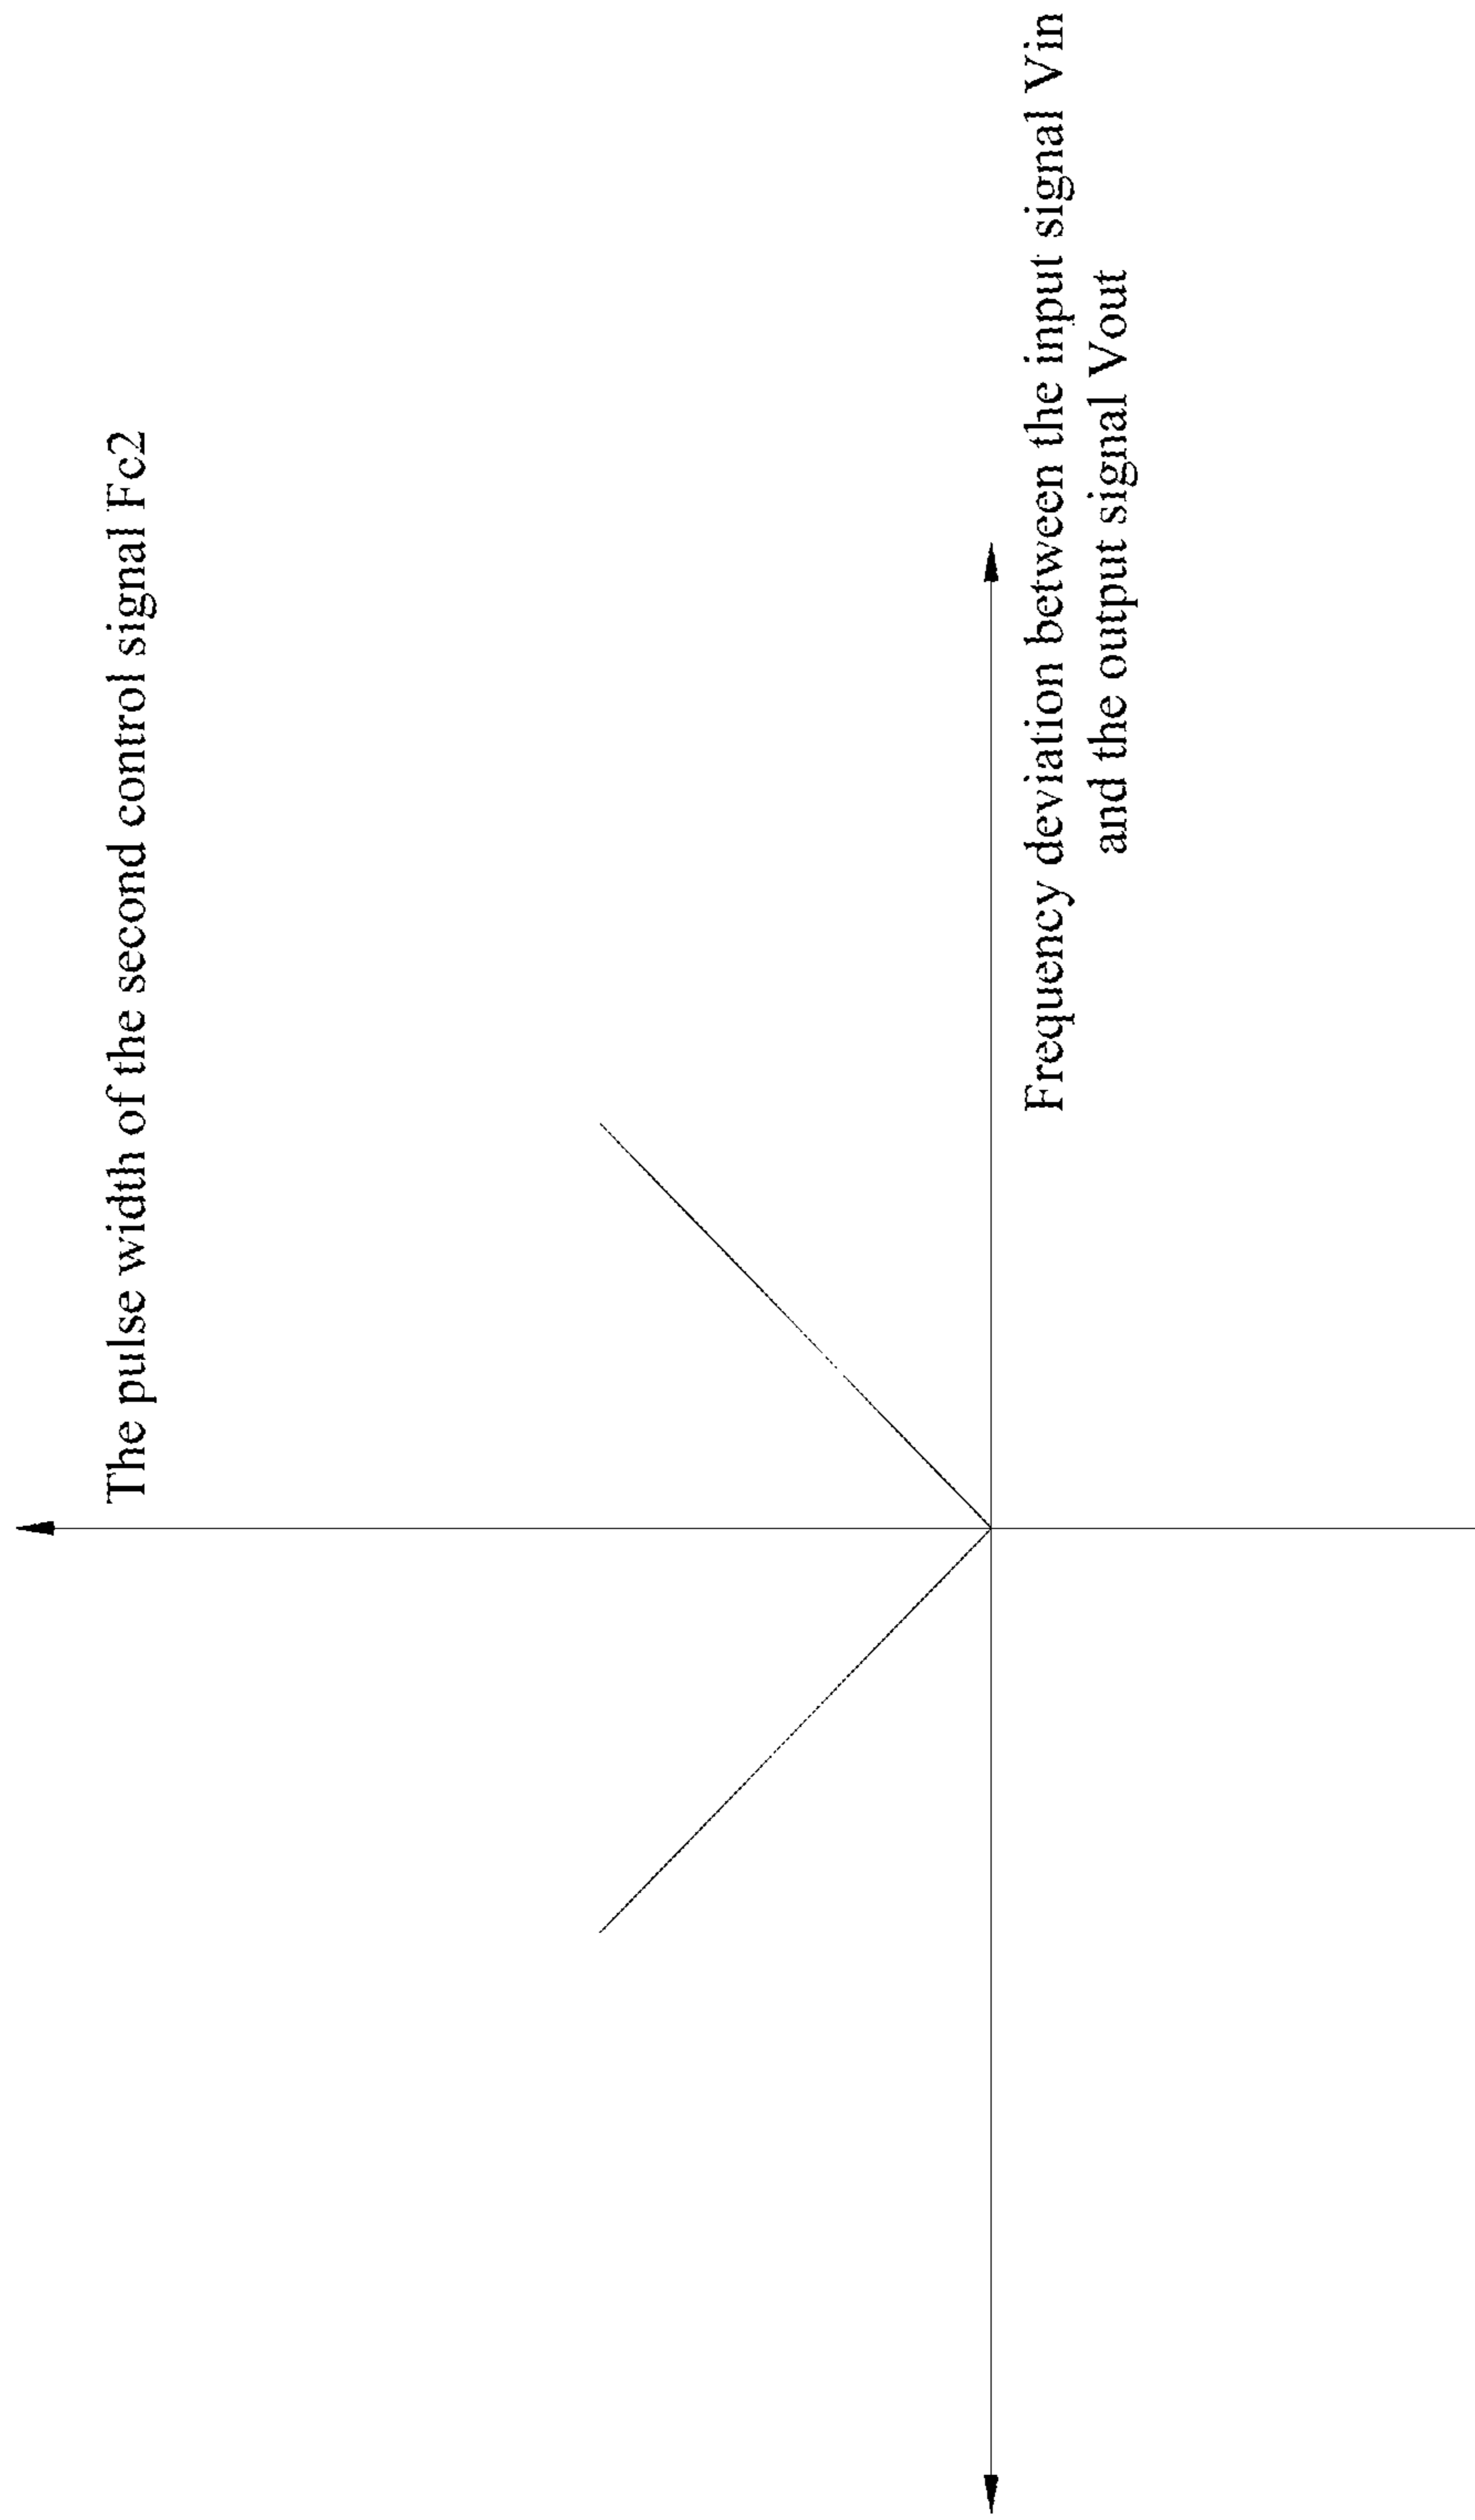 The pulse width of the second control signal Fc2
Frequency deviation between the input signal Vin
and the output signal Vout